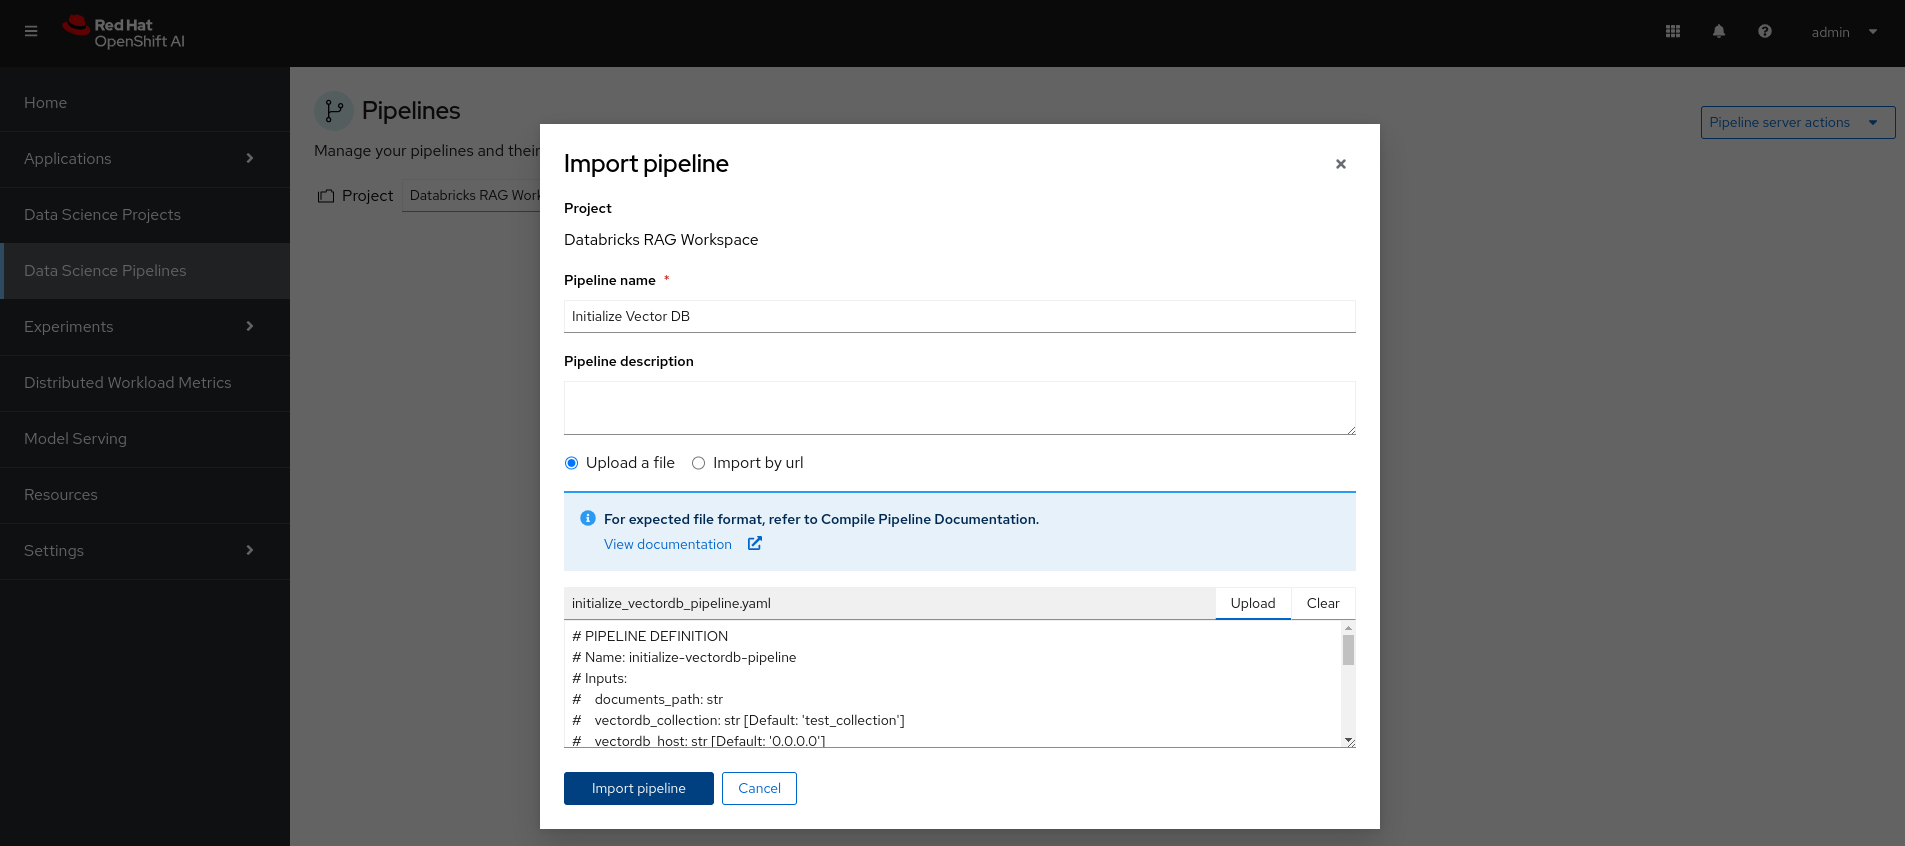 Red Hat
OpenShift AI
admin
Home
Applications
Data Science Projects
Data Science Pipelines
Experiments
Distributed Workload Metrics
Model Serving
Resources
Settings
Pipelines
Pipeline server actions
Manage your pipelines and their
Project Databricks RAG Work
Import pipeline
Project
Databricks RAG Workspace
Pipeline name *
Initialize Vector DB
Pipeline description
Upload a file Import by url
For expected file format, refer to Compile Pipeline Documentation.
View documentation
initialize_vectordb_pipeline.yaml Upload Clear
# PIPELINE DEFINITION
# Name: initialize-vectordb-pipeline
# Inputs:
# documents_path: str
# vectordb_collection: str [Default: 'test_collection']
# vectordb_host: str [Default: '0.0.0.0']
Import pipeline Cancel